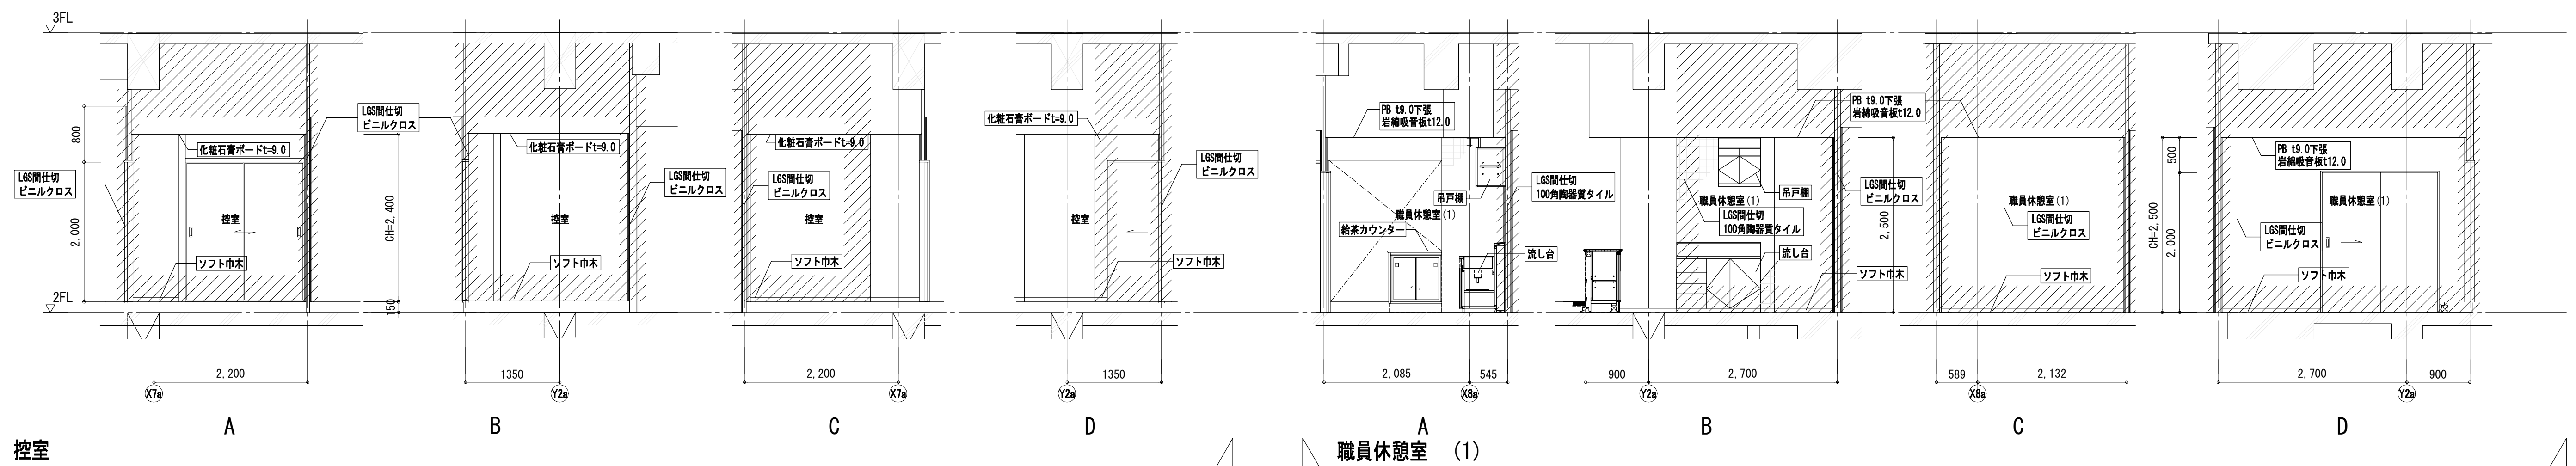 3FL
800
2,000
LGS間仕切
ビニルクロス
化粧石膏ボードt=9.0
控室
ソフト巾木
2FL
2,200
X7a
A
LGS間仕切
ビニルクロス
CH=2,400
150
化粧石膏ボードt=9.0
LGS間仕切
ビニルクロス
控室
ソフト巾木
1350
Y2a
B
化粧石膏ボードt=9.0
LGS間仕切
ビニルクロス
控室
ソフト巾木
2,200
X7a
C
化粧石膏ボードt=9.0
LGS間仕切
ビニルクロス
控室
ソフト巾木
1350
Y2a
D
控室
PB t9.0下張
岩綿吸音板t12.0
吊戸棚
LGS間仕切
100角陶器質タイル
職員休憩室(1)
給茶カウンター
流し台
2,085
545
X8a
A
PB t9.0下張
岩綿吸音板t12.0
吊戸棚
LGS間仕切
ビニルクロス
職員休憩室(1)
LGS間仕切
100角陶器質タイル
2,500
流し台
ソフト巾木
900
2,700
Y2a
B
職員休憩室(1)
LGS間仕切
ビニルクロス
ソフト巾木
589
2,132
X8a
C
CH=2,500
500
2,000
PB t9.0下張
岩綿吸音板t12.0
職員休憩室(1)
LGS間仕切
ビニルクロス
ソフト巾木
2,700
900
Y2a
D
職員休憩室 (1)